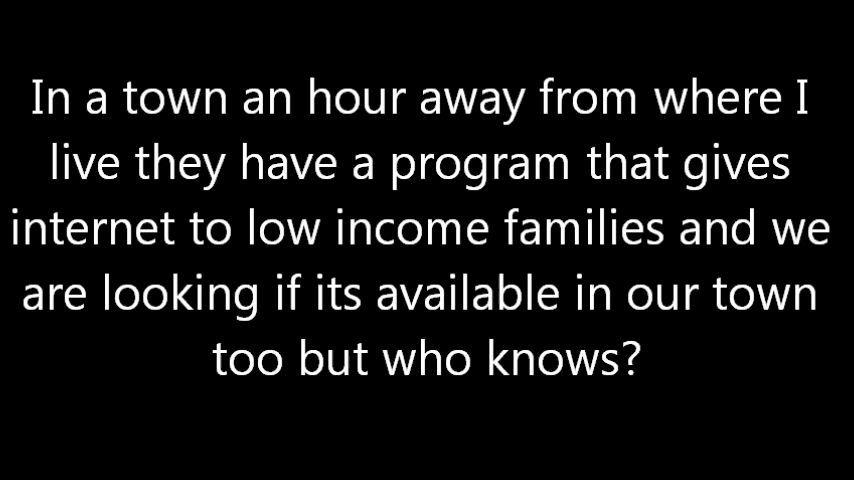 In a town an hour away from where I
live they have a program that gives
internet to low income families and we
are looking if its available in our town
too but who knows?